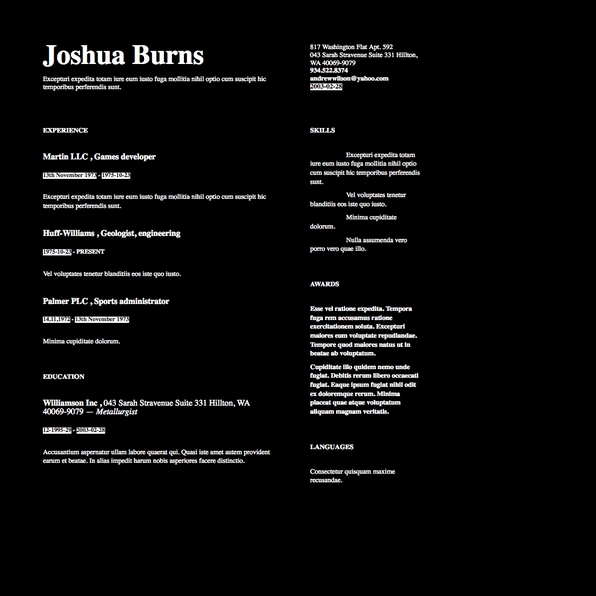 Joshua Burns
Excepturi expedita totam iure eum iusto fuga mollitia nihil optio cum suscipit hic
temporibus perferendis sunt.
817 Washington Flat Apt. 592
043 Sarah Stravenue Suite 331 Hillton,
WA 40069-9079
934.522.8374
andrewwilson@yahoo.com
2003-02-28
EXPERIENCE
Martin LLC , Games developer
13th November 1973 - 1975-10-23
Excepturi expedita totam iure eum iusto fuga mollitia nihil optio cum suscipit hic
temporibus perferendis sunt.
Huff-Williams , Geologist, engineering
1975-10-23 - PRESENT
Vel voluptates tenetur blanditiis eos iste quo iusto.
Palmer PLC , Sports administrator
14.11.1972 - 13th November 1973
Minima cupiditate dolorum.
EDUCATION
Williamson Inc , 043 Sarah Stravenue Suite 331 Hillton, WA
40069-9079 — Metallurgist
12-1995-29 - 2003-02-28
Accusantium aspernatur ullam labore quaerat qui. Quasi iste amet autem provident
earum et beatae. In alias impedit harum nobis asperiores facere distinctio.
SKILLS
Excepturi expedita totam
iure eum iusto fuga mollitia nihil optio
cum suscipit hic temporibus perferendis
sunt.
Vel voluptates tenetur
blanditiis eos iste quo iusto.
Minima cupiditate
dolorum.
Nulla assumenda vero
porro vero quae illo.
AWARDS
Esse vel ratione expedita. Tempora
fuga rem accusamus ratione
exercitationem soluta. Excepturi
maiores cum voluptate repudiandae.
Tempore quod maiores natus ut in
beatae ab voluptatum.
Cupiditate illo quidem nemo unde
fugiat. Debitis rerum libero occaecati
fugiat. Eaque ipsum fugiat nihil odit
ex doloremque rerum. Minima
placeat quae atque voluptatum
aliquam magnam veritatis.
LANGUAGES
Consectetur quisquam maxime
recusandae.